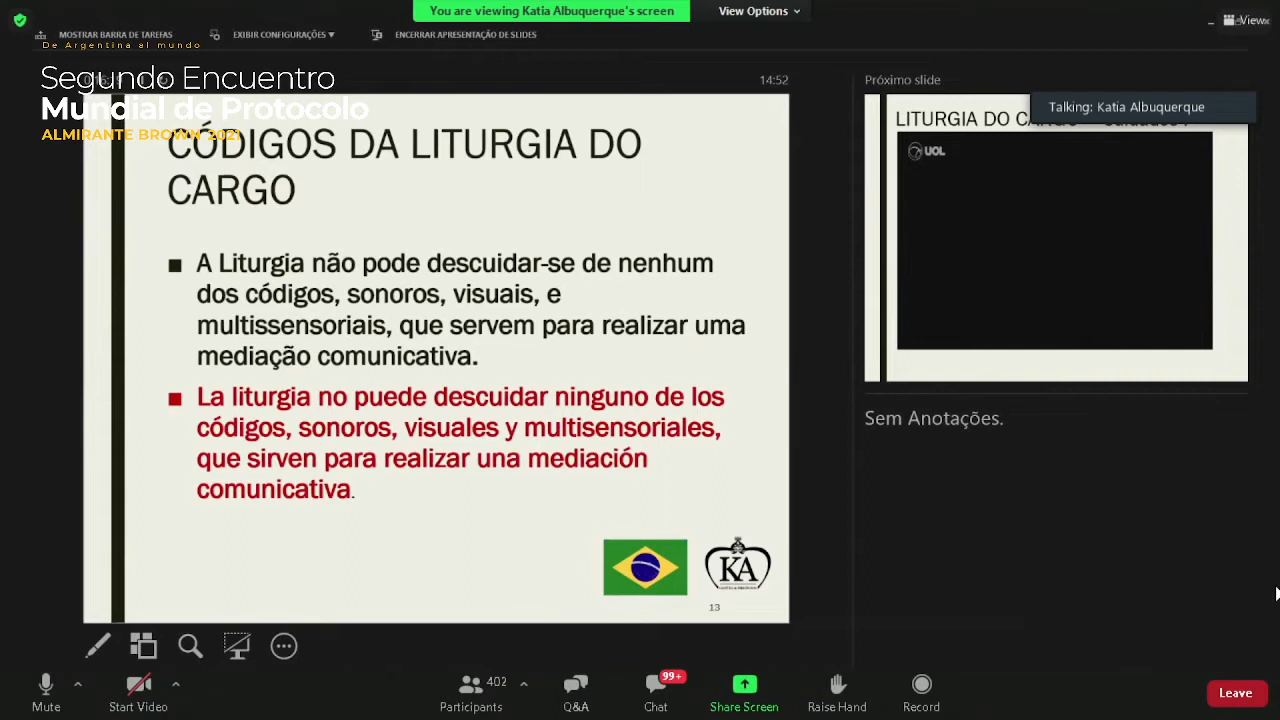 You are viewing Katia Albuquerque's screen
View Options
View
MOSTRAR BARRA DE TAREFAS
EXIBIR CONFIGURAÇÕES
ENCERRAR APRESENTAÇÃO DE SLIDES
De Argentina al mundo
Segundo Encuentro
Mundial de Protocolo
ALMIRANTE BROWN 2021
14:52
Próximo slide
Talking: Katia Albuquerque
CÓDIGOS DA LITURGIA DO
CARGO
A Liturgia não pode descuidar-se de nenhum
dos códigos, sonoros, visuais, e
multissensoriais, que servem para realizar uma
mediação comunicativa.
La liturgia no puede descuidar ninguno de los
códigos, sonoros, visuales y multisensoriales,
que sirven para realizar una mediación
comunicativa.
KA
13
LITURGIA DO
UOL
Sem Anotações.
Mute
Start Video
402
Participants
Q&A
99+
Chat
Share Screen
Raise Hand
Record
Leave